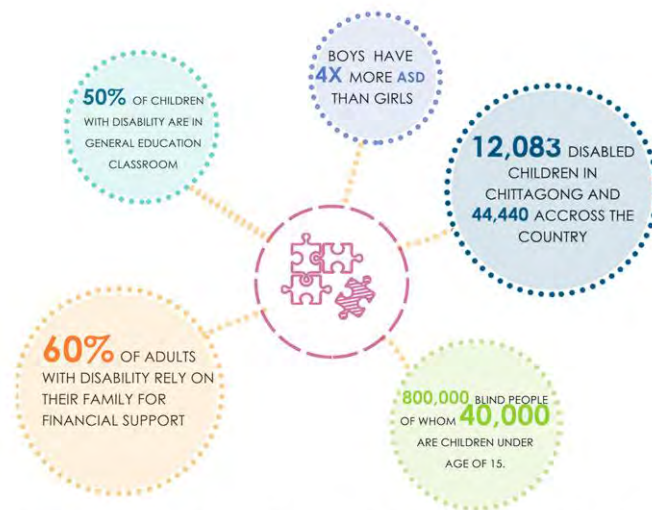 BOYS HAVE
4X MORE ASD
THAN GIRLS
50% OF CHILDREN
WITH DISABILITY ARE IN
GENERAL EDUCATION
CLASSROOM
12,083 DISABLED
CHILDREN IN
CHITTAGONG AND
44,440 ACCROSS THE
COUNTRY
60% OF ADULTS
WITH DISABILITY RELY ON
THEIR FAMILY FOR
FINANCIAL SUPPORT
800,000 BLIND PEOPLE
OF WHOM 40,000
ARE CHILDREN UNDER
AGE OF 15.